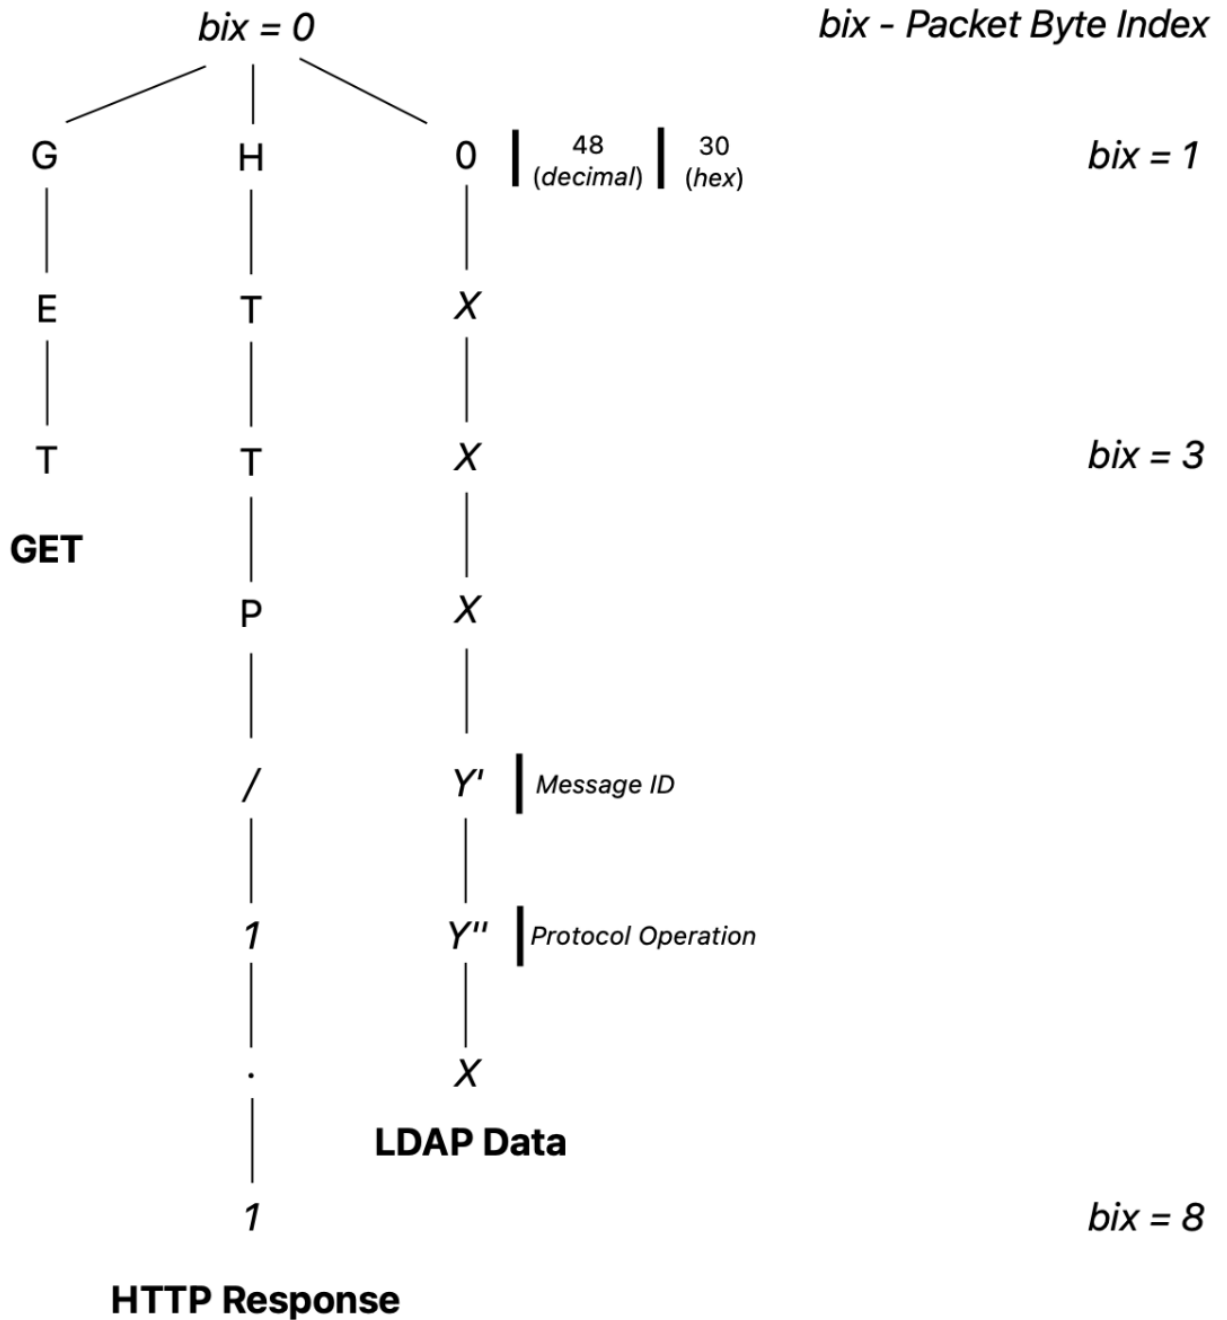 bix = 0
bix - Packet Byte Index
G
H
0
48
(decimal)
30
(hex)
bix = 1
E
T
X
T
T
X
bix = 3
GET
P
X
/
Y'
Message ID
1
Y"
Protocol Operation
.
X
LDAP Data
1
bix = 8
HTTP Response